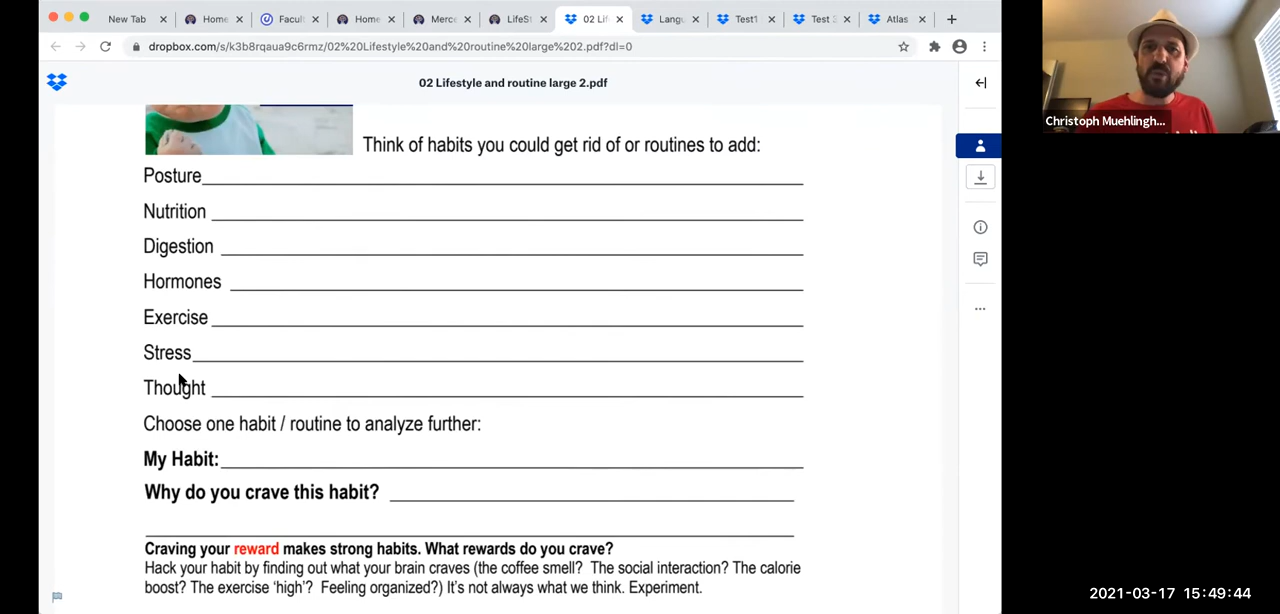 New Tab
Home
Facul
Home
Merce
LifeSt
02 Lif
Langu
Test1
Test 2
Atlas
dropbox.com/s/k3b8rqaua9c6rmz/02%20Lifestyle%20and%20routine%20large%202.pdf?dl=0
02 Lifestyle and routine large 2.pdf
Christoph Muehlingh...
Think of habits you could get rid of or routines to add:
Posture
Nutrition
Digestion
Hormones
Exercise
Stress
Thought
Choose one habit / routine to analyze further:
My Habit:
Why do you crave this habit?
Craving your reward makes strong habits. What rewards do you crave?
Hack your habit by finding out what your brain craves (the coffee smell? The social interaction? The calorie
boost? The exercise 'high'? Feeling organized?) It's not always what we think. Experiment.
2021-03-17 15:49:44